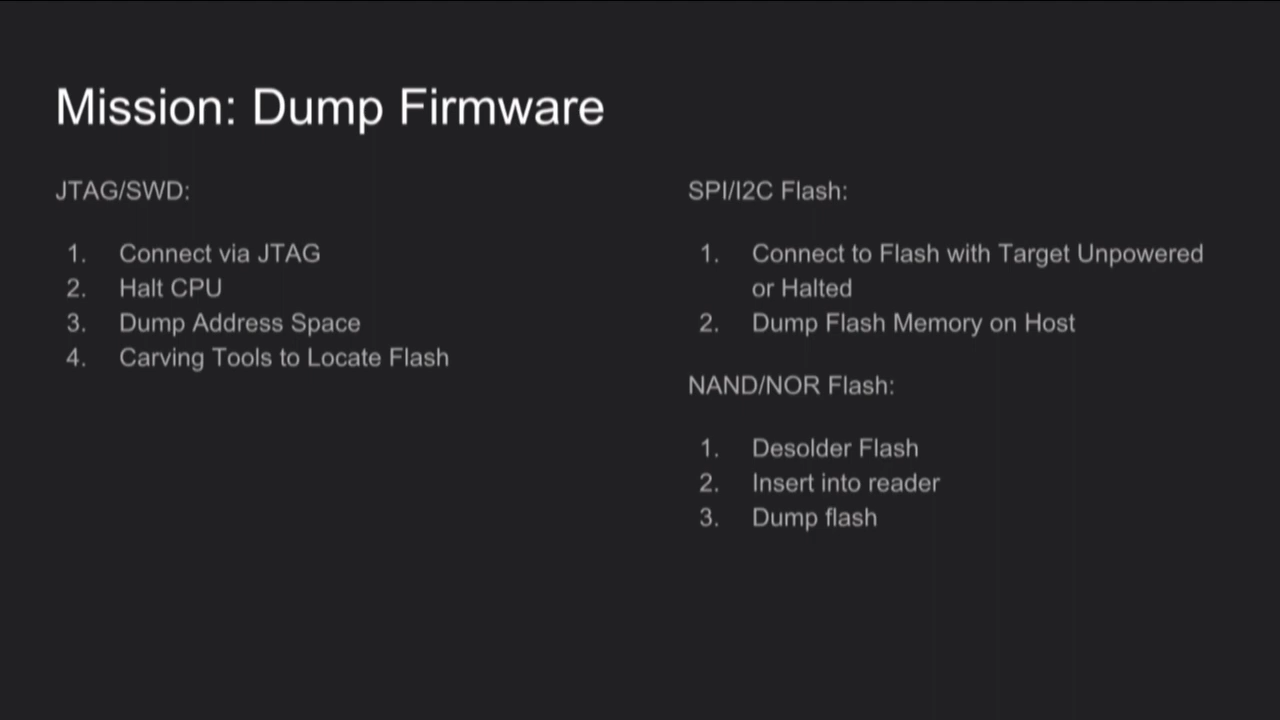 Mission: Dump Firmware
JTAG/SWD:
1. Connect via JTAG
2. Halt CPU
3. Dump Address Space
4. Carving Tools to Locate Flash
SPI/I2C Flash:
1. Connect to Flash with Target Unpowered
or Halted
2. Dump Flash Memory on Host
NAND/NOR Flash:
1. Desolder Flash
2. Insert into reader
3. Dump flash